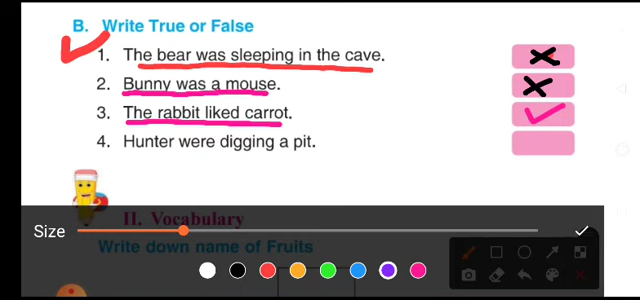 B. Write True or False
1. The bear was sleeping in the cave.
2. Bunny was a mouse.
3. The rabbit liked carrot.
4. Hunter were digging a pit.
II. Vocabulary
Size
Write down name of Fruits